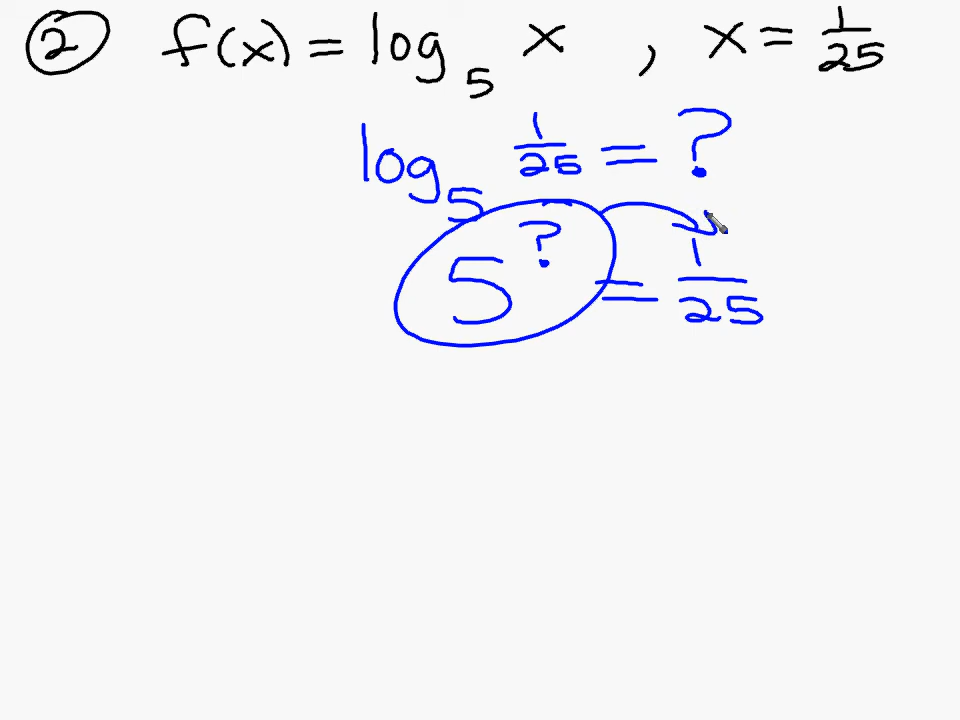 ② f(x) = log₅ x , x = 1/25
log₅ 1/25 = ?
5^? = 1/25